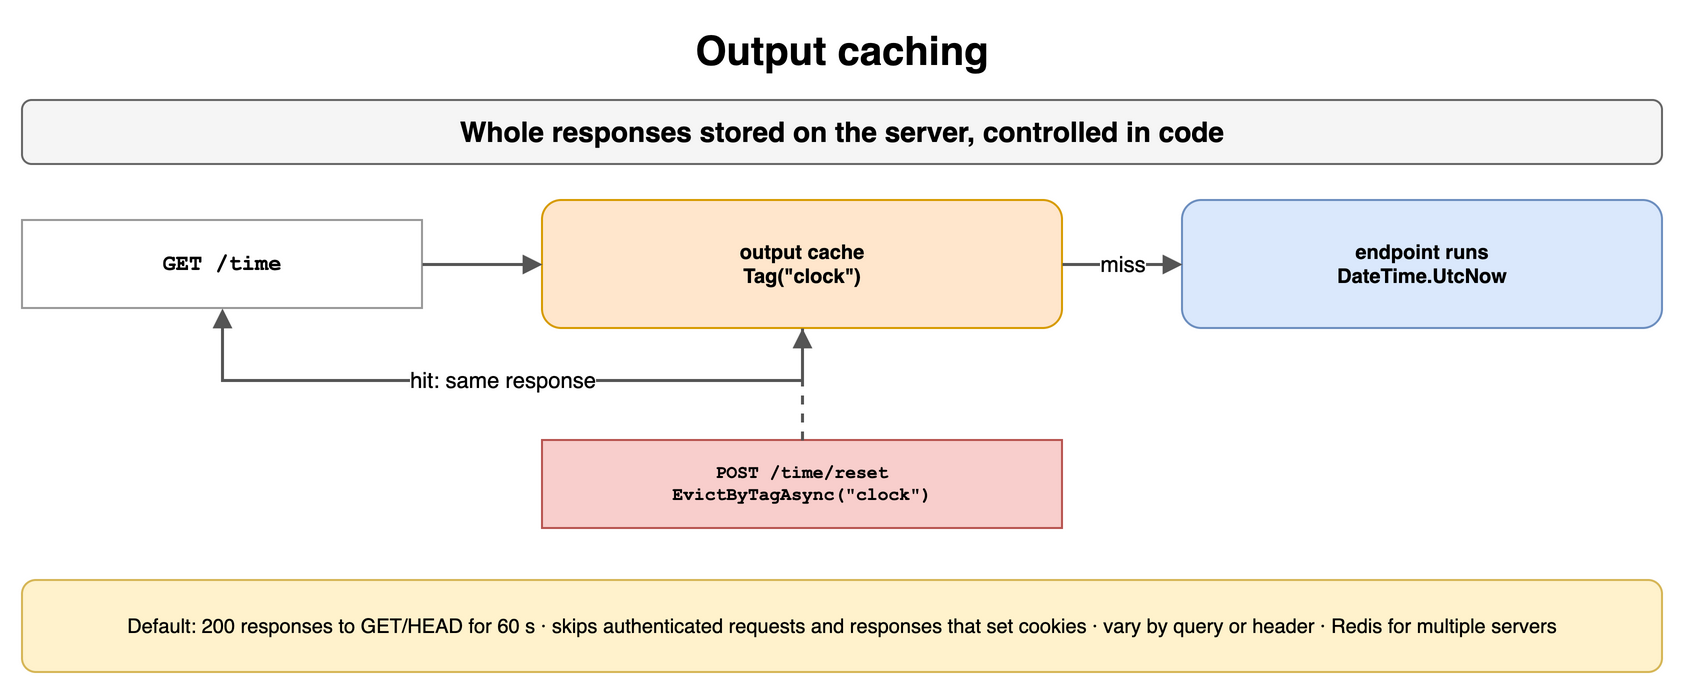 Output caching
Whole responses stored on the server, controlled in code
GET /time
output cache
Tag("clock")
miss
endpoint runs
DateTime.UtcNow
hit: same response
POST /time/reset
EvictByTagAsync("clock")
Default: 200 responses to GET/HEAD for 60 s · skips authenticated requests and responses that set cookies · vary by query or header · Redis for multiple servers